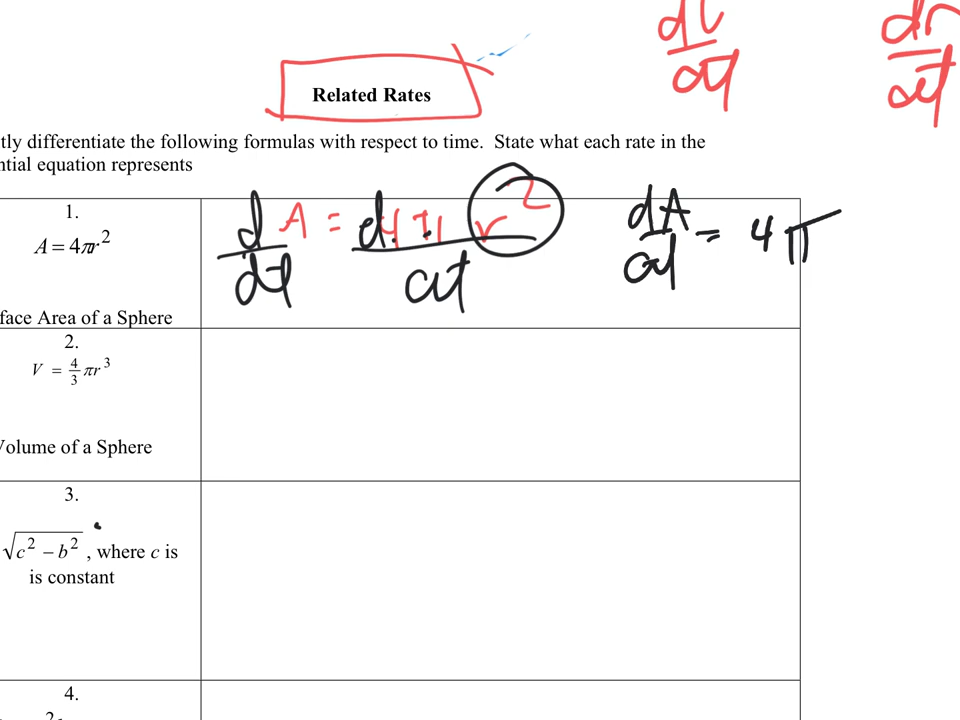 dr
dt
dt
Related Rates
tly differentiate the following formulas with respect to time. State what each rate in the
ntial equation represents
1.
A = 4πr²
face Area of a Sphere
d/dt A = d 4π r² / dt
dA/dt = 4π
2.
V = 4/3 πr³
Volume of a Sphere
3.
√c² − b² , where c is
is constant
4.